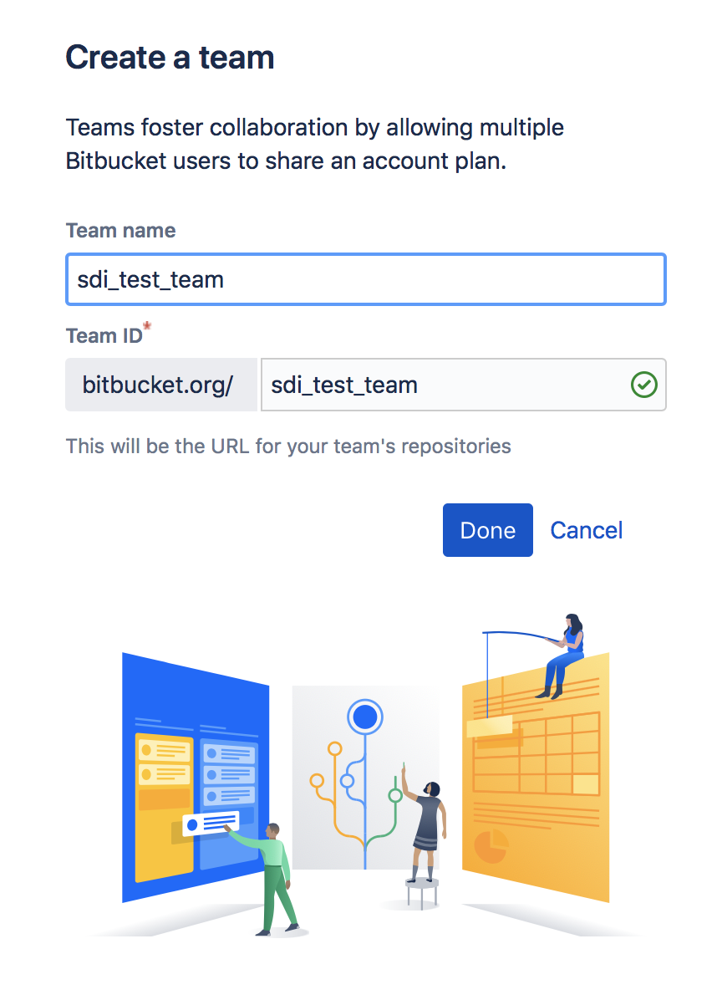 Create a team
Teams foster collaboration by allowing multiple
Bitbucket users to share an account plan.
Team name
sdi_test_team
Team ID*
bitbucket.org/ sdi_test_team
This will be the URL for your team's repositories
Done Cancel